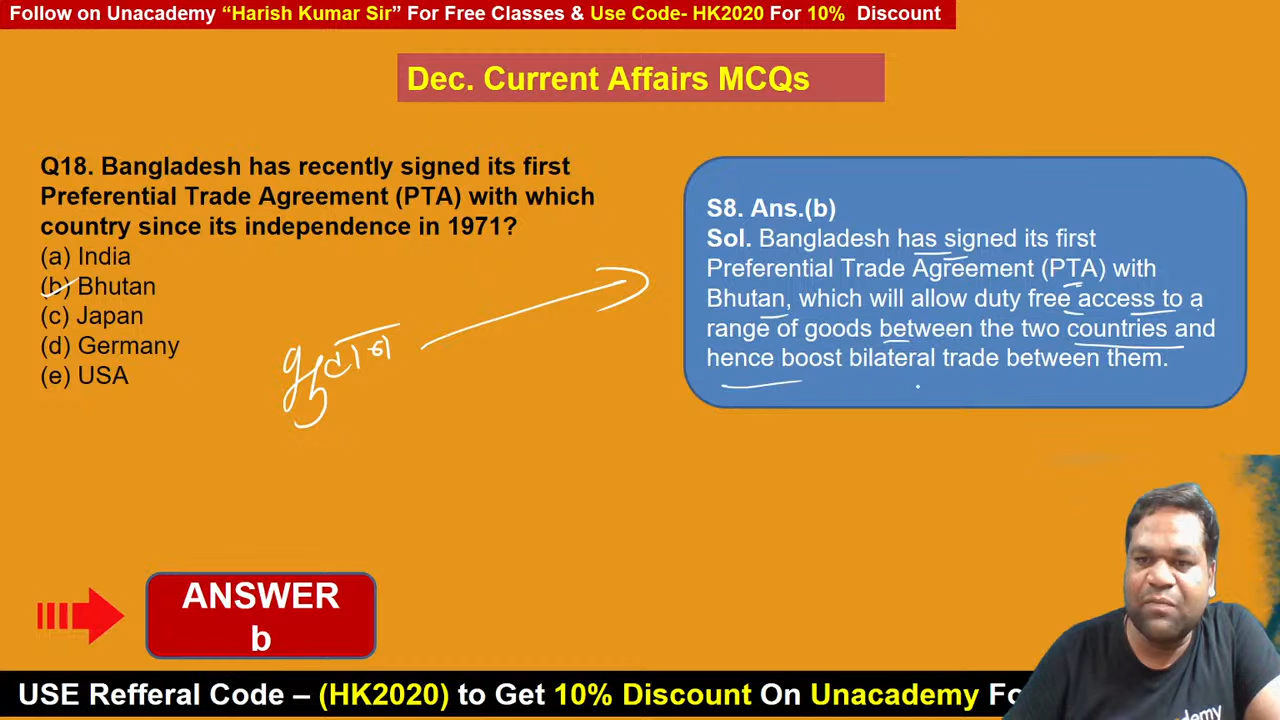 Follow on Unacademy “Harish Kumar Sir” For Free Classes & Use Code- HK2020 For 10% Discount
Dec. Current Affairs MCQs
Q18. Bangladesh has recently signed its first
Preferential Trade Agreement (PTA) with which
country since its independence in 1971?
(a) India
(b) Bhutan
(c) Japan
(d) Germany
(e) USA
S8. Ans.(b)
Sol. Bangladesh has signed its first
Preferential Trade Agreement (PTA) with
Bhutan, which will allow duty free access to a
range of goods between the two countries and
hence boost bilateral trade between them.
ANSWER
b
USE Refferal Code – (HK2020) to Get 10% Discount On Unacademy Fo